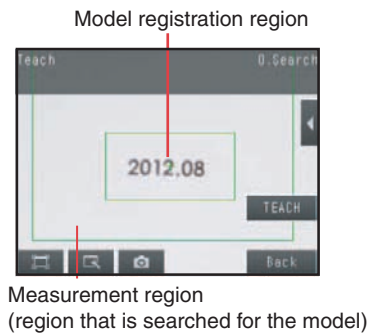 Model registration region
Teach
0.Search
2012.08
TEACH
Back
Measurement region
(region that is searched for the model)